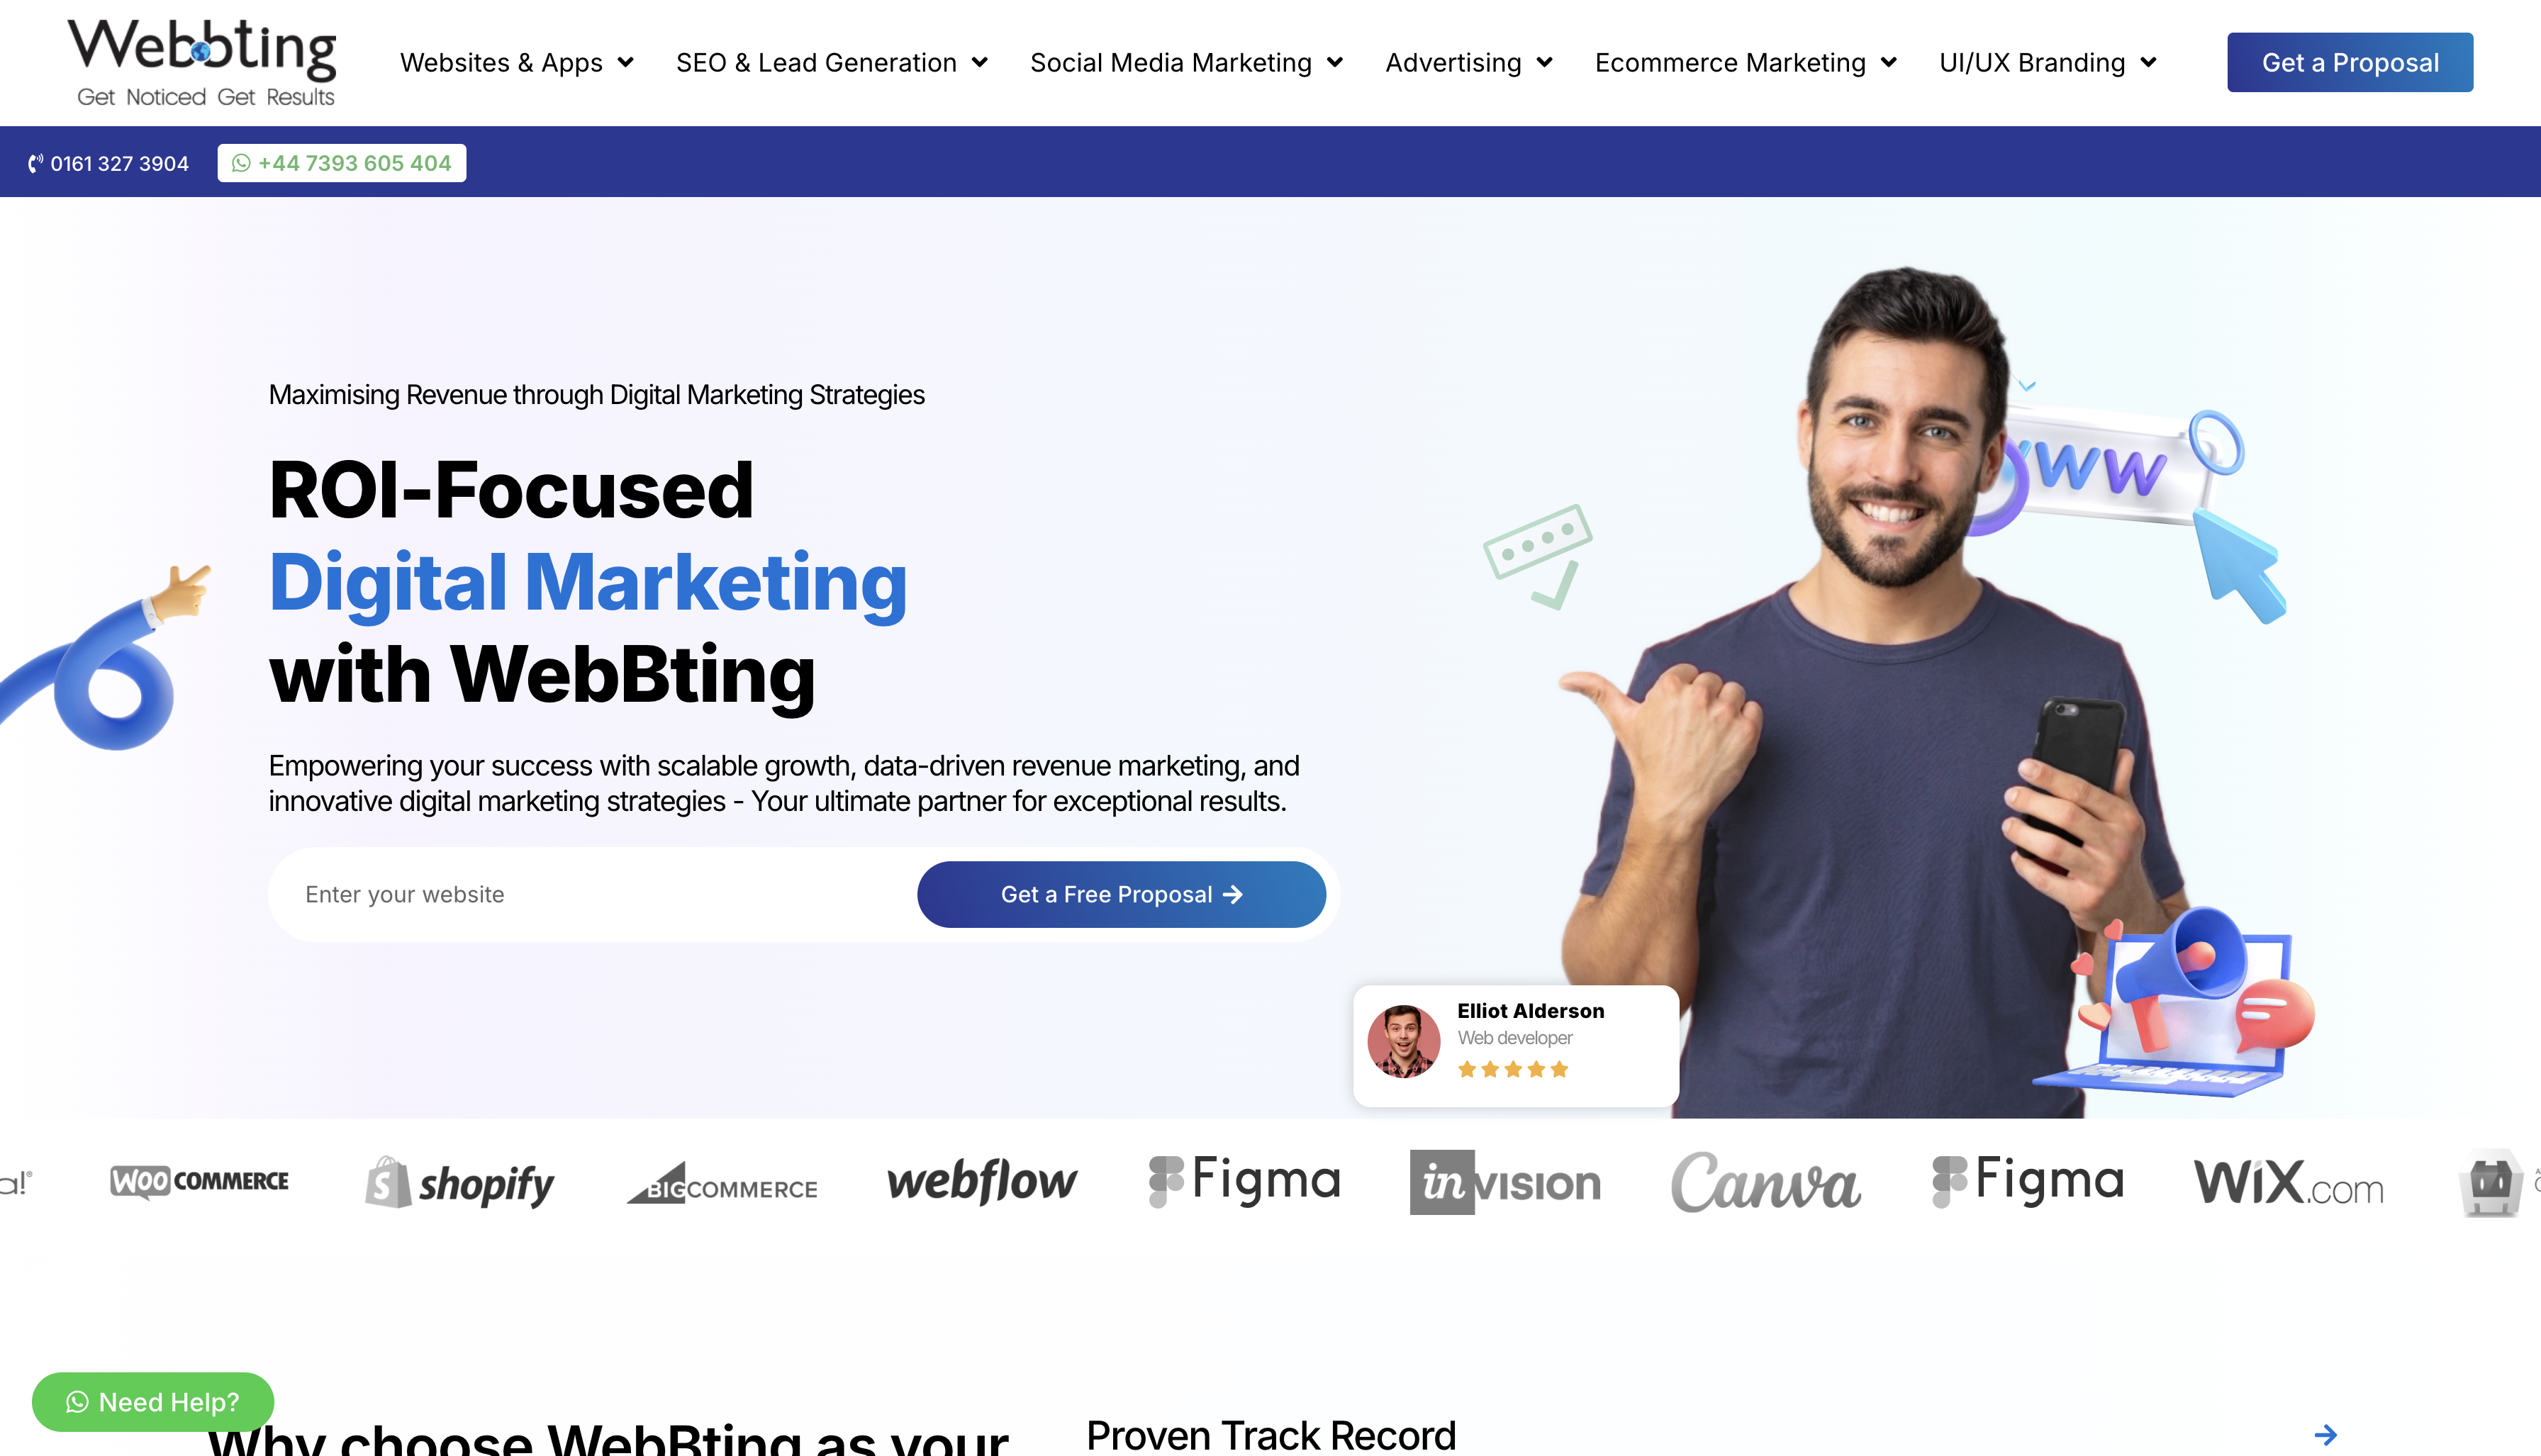 Webbting
Get Noticed Get Results
Websites & Apps
SEO & Lead Generation
Social Media Marketing
Advertising
Ecommerce Marketing
UI/UX Branding
Get a Proposal
0161 327 3904
+44 7393 605 404
Maximising Revenue through Digital Marketing Strategies
ROI-Focused
Digital Marketing
with WebBting
Empowering your success with scalable growth, data-driven revenue marketing, and
innovative digital marketing strategies - Your ultimate partner for exceptional results.
Enter your website
Get a Free Proposal
WW
Elliot Alderson
Web developer
a!®
WOO COMMERCE
shopify
BIGCOMMERCE
webflow
Figma
invision
Canva
Figma
WiX.com
Need Help?
Why choose WebBting as your
Proven Track Record